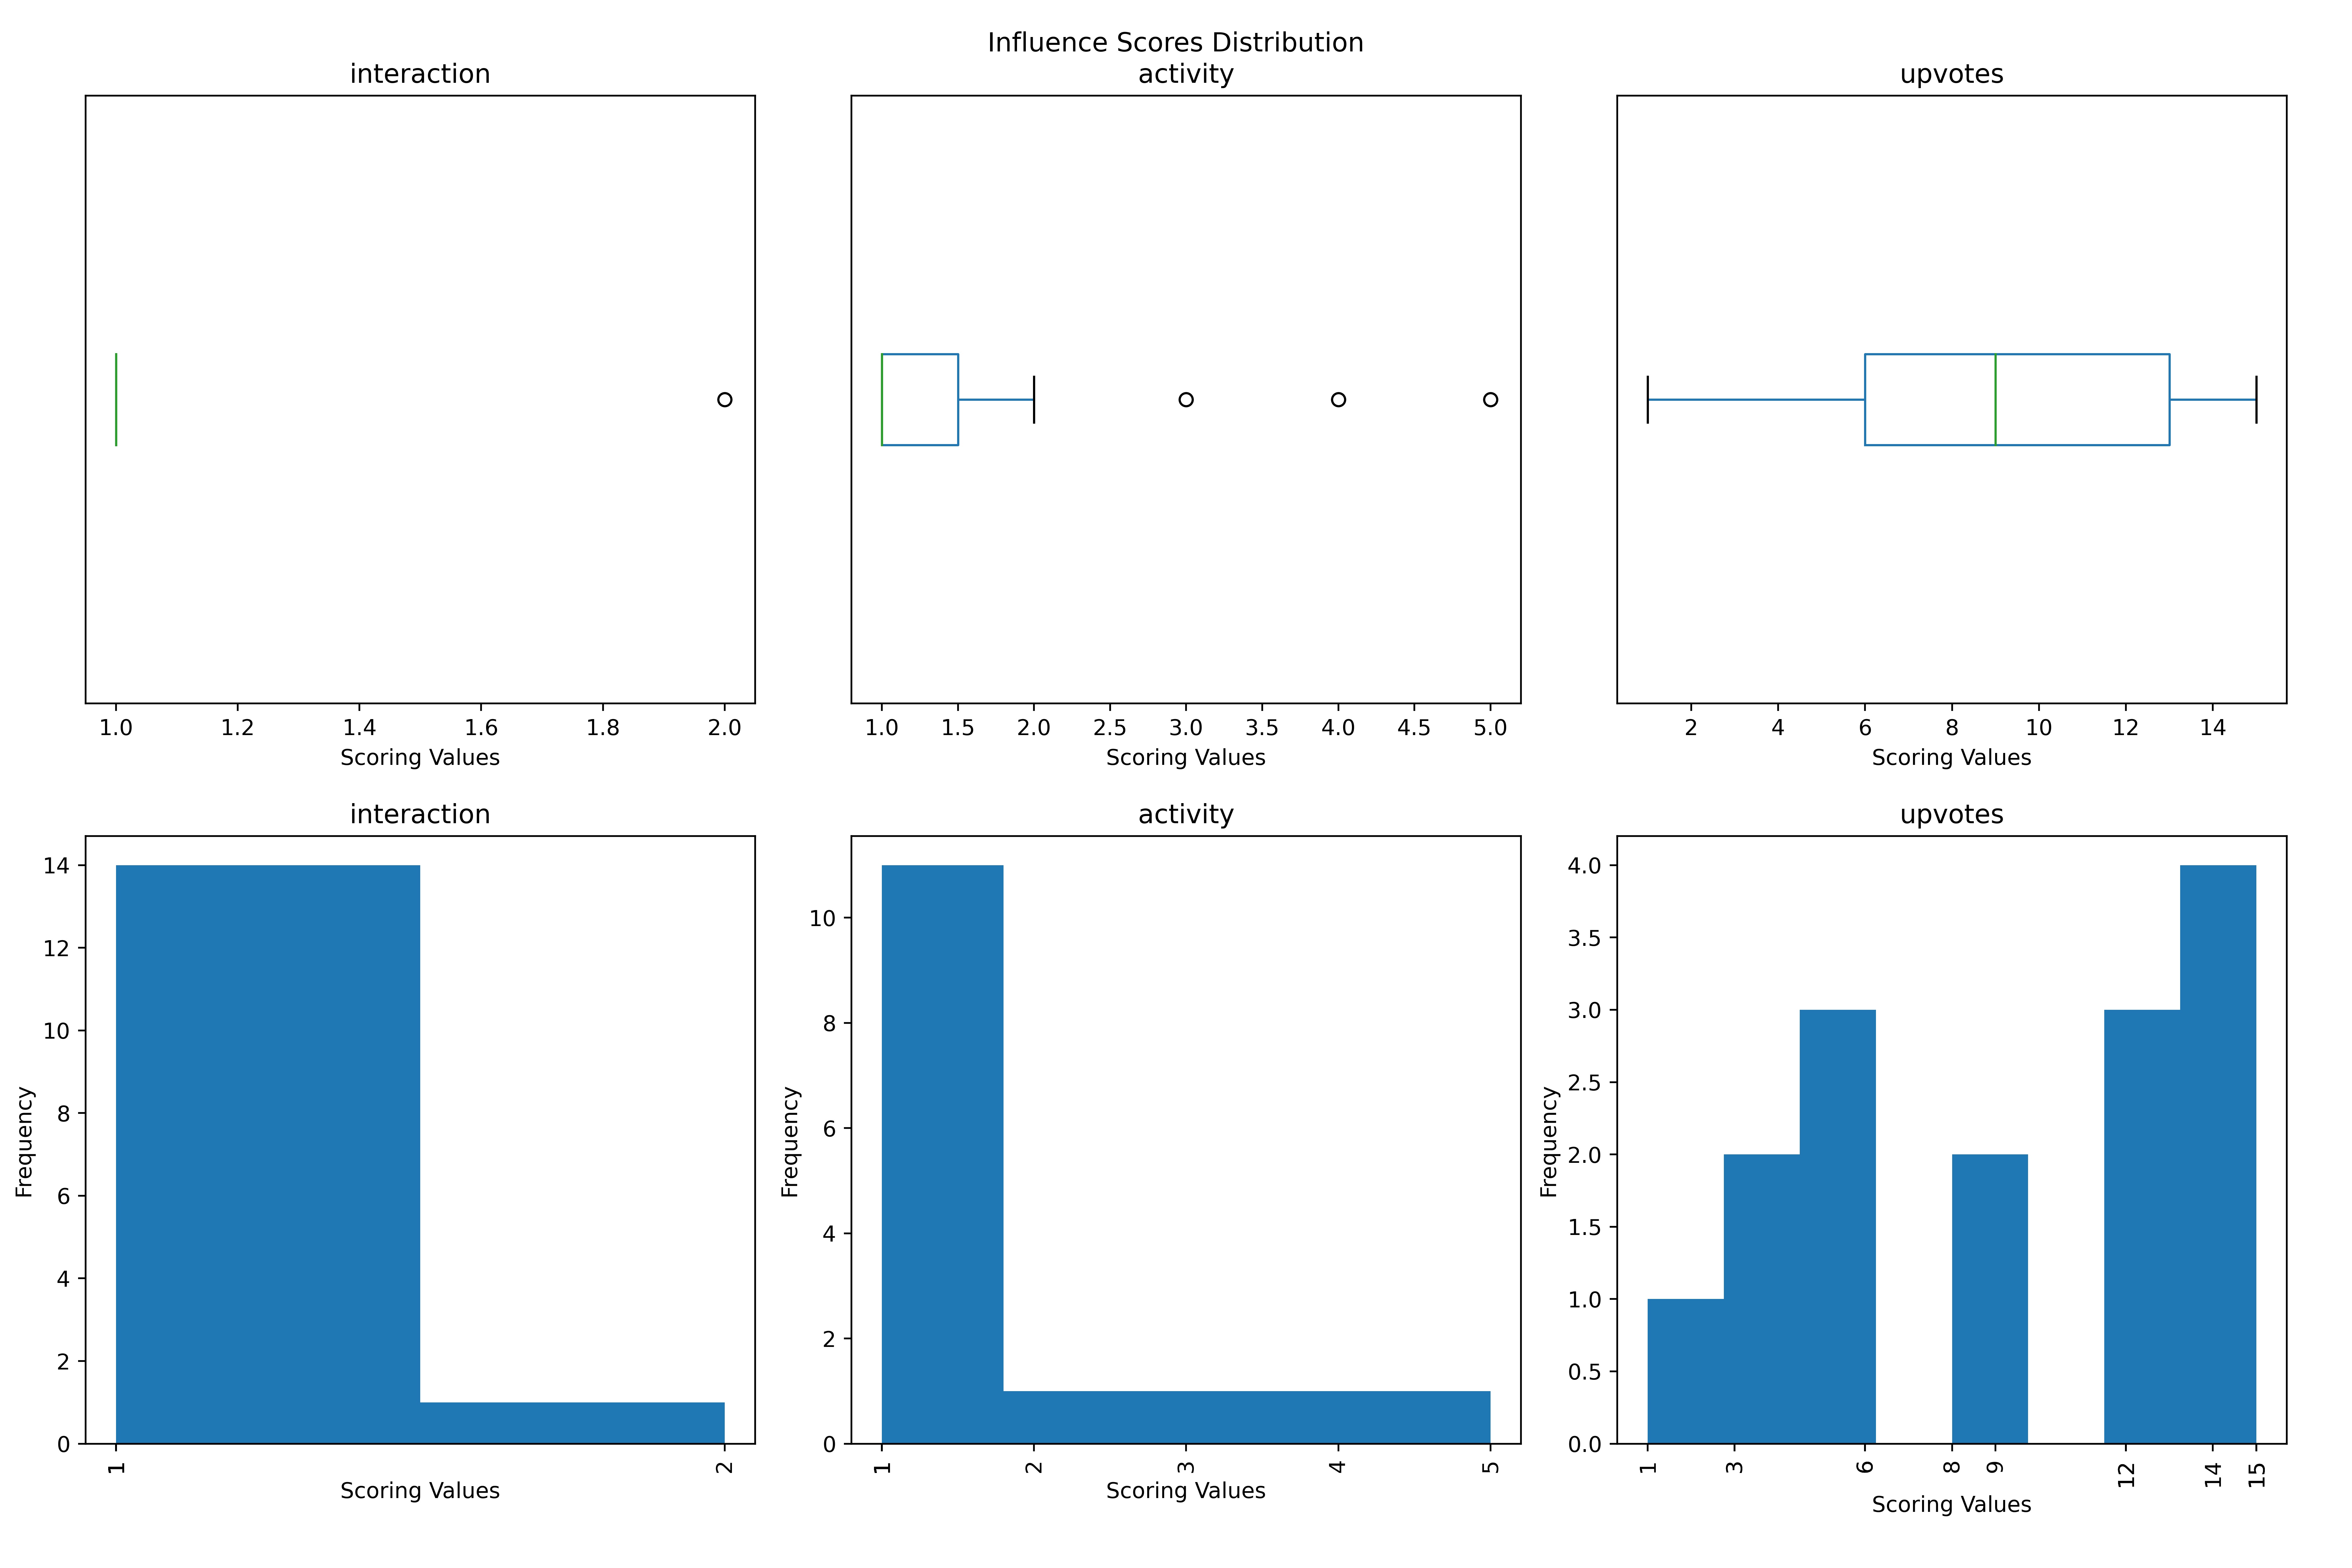 Influence Scores Distribution
interaction
activity
upvotes
1.0 1.2 1.4 1.6 1.8 2.0
Scoring Values
1.0 1.5 2.0 2.5 3.0 3.5 4.0 4.5 5.0
Scoring Values
2 4 6 8 10 12 14
Scoring Values
interaction
Frequency
14
12
10
8
6
4
2
0
1 2
Scoring Values
activity
Frequency
10
8
6
4
2
0
1 2 3 4 5
Scoring Values
upvotes
Frequency
4.0
3.5
3.0
2.5
2.0
1.5
1.0
0.5
0.0
1 3 6 8 9 12 14 15
Scoring Values